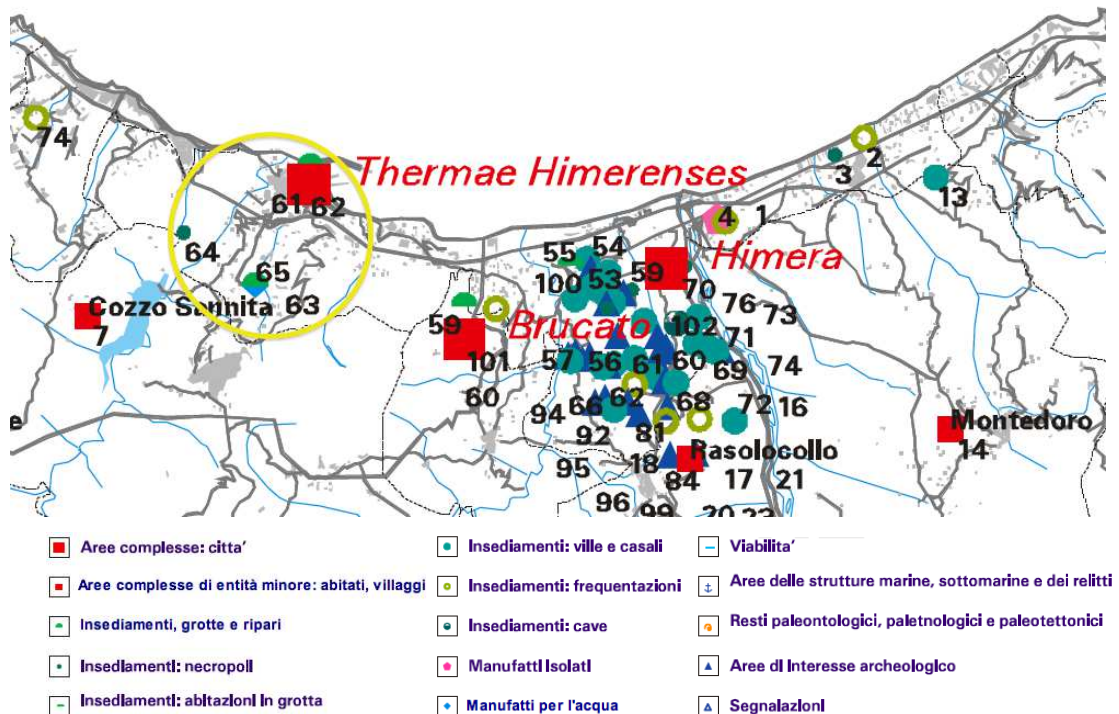 74
Thermae Himerenses
2
3
13
61 62
4 1
64
54
55
Himera
65
100 53 59
70
63
76 73
Cozzo Sannita
7
59
Brucato
102
71
101
57 56 61 60
69
74
60
94
66 62
68
72 16
92
81
Montedoro
14
e
Rasolocollo
95
18
84
17 21
96
99
20 23
Aree complesse: citta'
Aree complesse di entità minore: abitati, villaggi
Insediamenti, grotte e ripari
Insediamenti: necropoli
Insediamenti: abitazioni in grotta
Insediamenti: ville e casali
Insediamenti: frequentazioni
Insediamenti: cave
Manufatti isolati
Manufatti per l'acqua
Viabilita'
Aree delle strutture marine, sottomarine e dei relitti
Resti paleontologici, paletnologici e paleotettonici
Aree di interesse archeologico
Segnalazioni